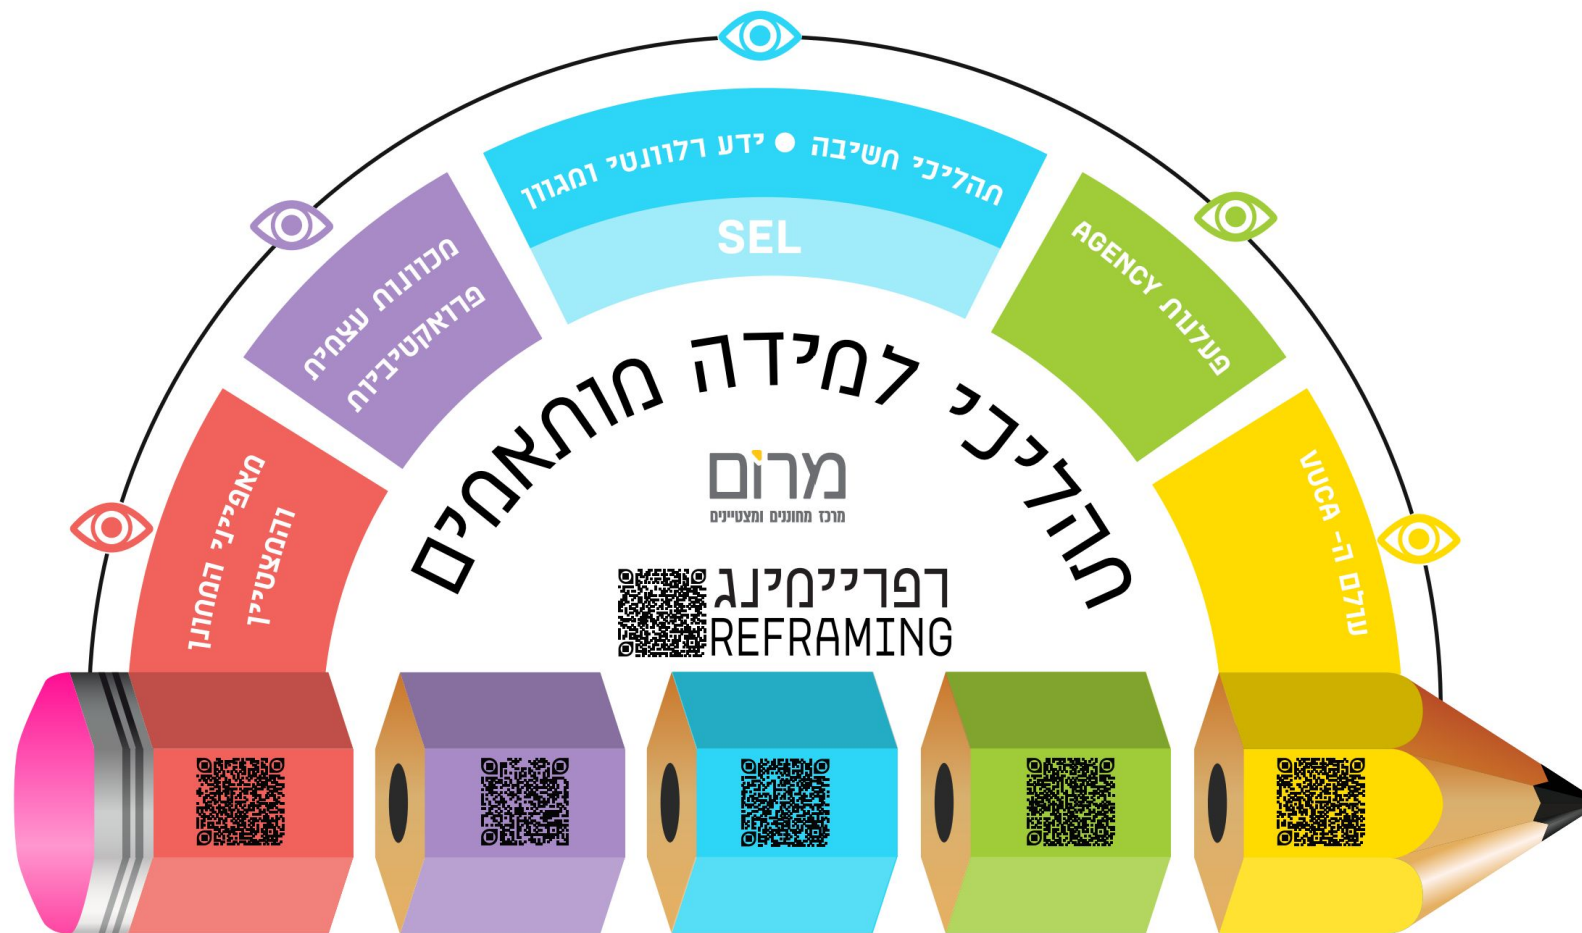 תהליכי חשיבה • ידע רלוונטי ומגוון
SEL
פעלנות AGENCY
עולם ה- VUCA
מכוונות עצמית
פרואקטיביות
מאפייני המחונן
והמצטיין
תהליכי למידה מותאמים
מרום
מרכז מחוננים ומצטיינים
רפריימינג
REFRAMING